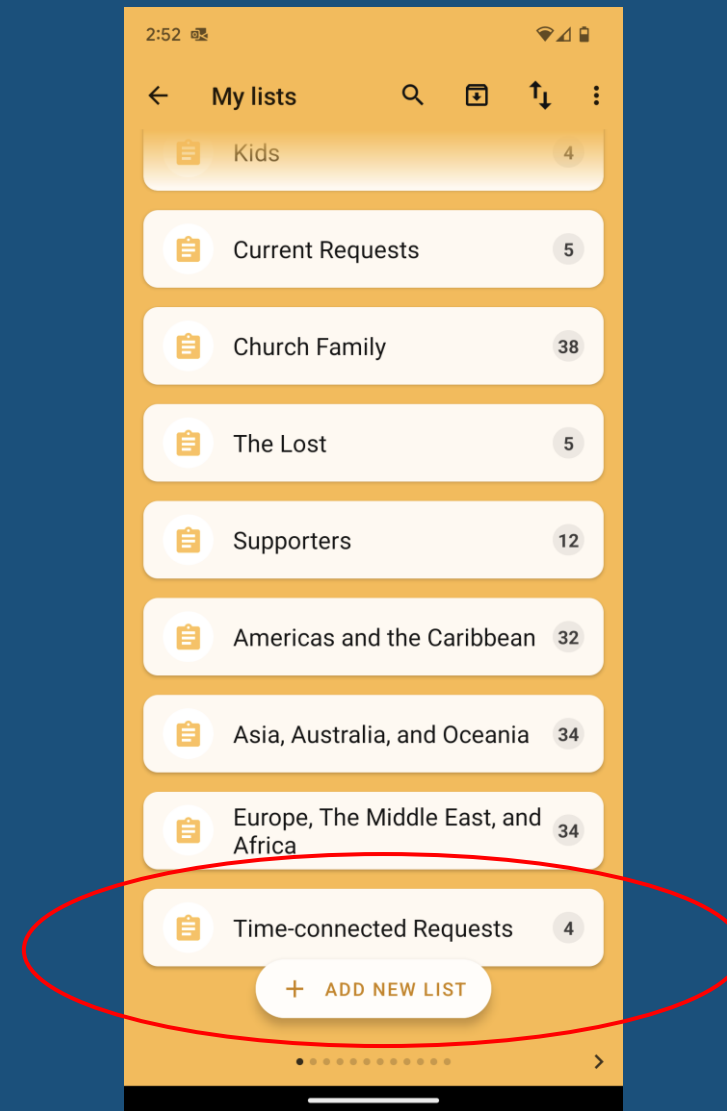 2:52
My lists
Kids 4
Current Requests 5
Church Family 38
The Lost 5
Supporters 12
Americas and the Caribbean 32
Asia, Australia, and Oceania 34
Europe, The Middle East, and
Africa 34
Time-connected Requests 4
+ ADD NEW LIST